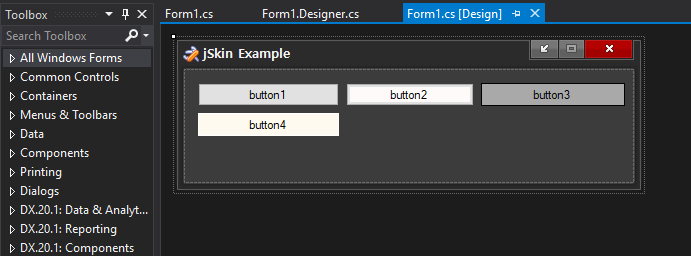 Toolbox
Form1.cs
Form1.Designer.cs
Form1.cs [Design]
Search Toolbox
All Windows Forms
Common Controls
Containers
Menus & Toolbars
Data
Components
Printing
Dialogs
DX.20.1: Data & Analyt...
DX.20.1: Reporting
DX.20.1: Components
jSkin Example
button1
button2
button3
button4